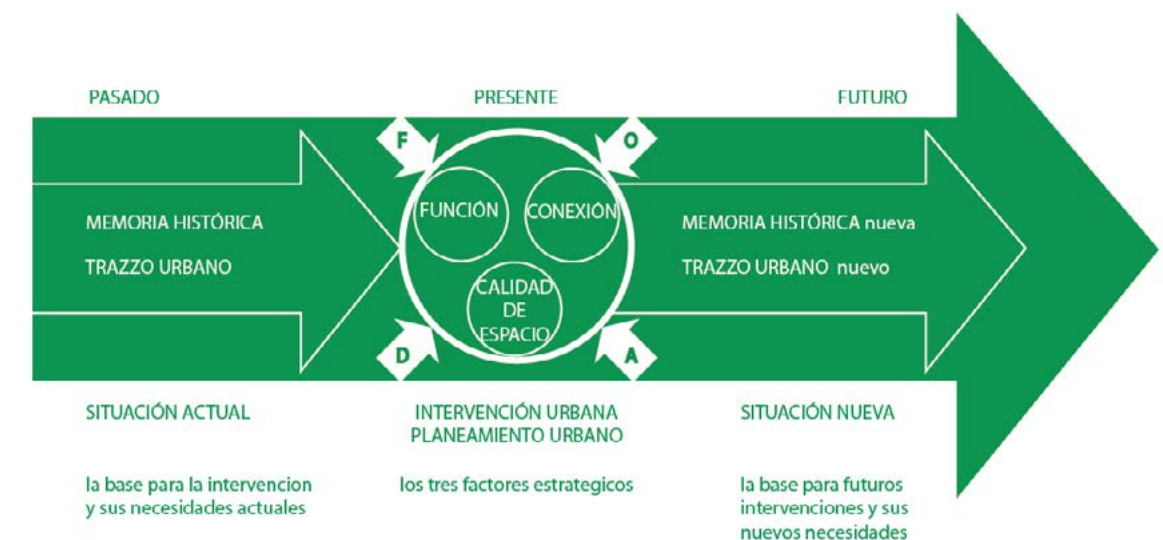 PASADO
PRESENTE
FUTURO
F
O
FUNCIÓN
CONEXIÓN
MEMORIA HISTÓRICA
TRAZZO URBANO
MEMORIA HISTÓRICA nueva
TRAZZO URBANO nuevo
CALIDAD
DE
ESPACIO
D
A
SITUACIÓN ACTUAL
INTERVENCIÓN URBANA
PLANEAMIENTO URBANO
SITUACIÓN NUEVA
la base para la intervencion
y sus necesidades actuales
los tres factores estrategicos
la base para futuros
intervenciones y sus
nuevos necesidades